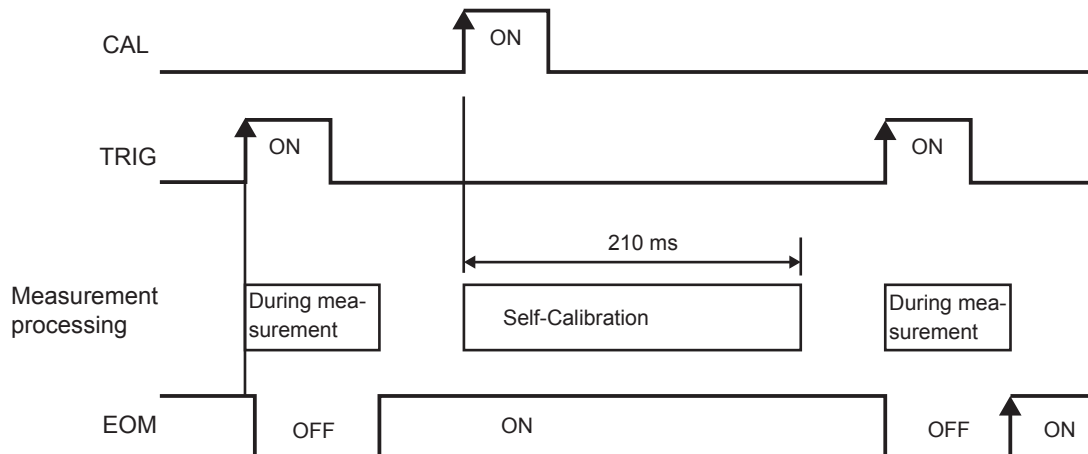 CAL
ON
TRIG
ON
ON
210 ms
Measurement
processing
During mea-
surement
Self-Calibration
During mea-
surement
EOM
OFF
ON
OFF
ON